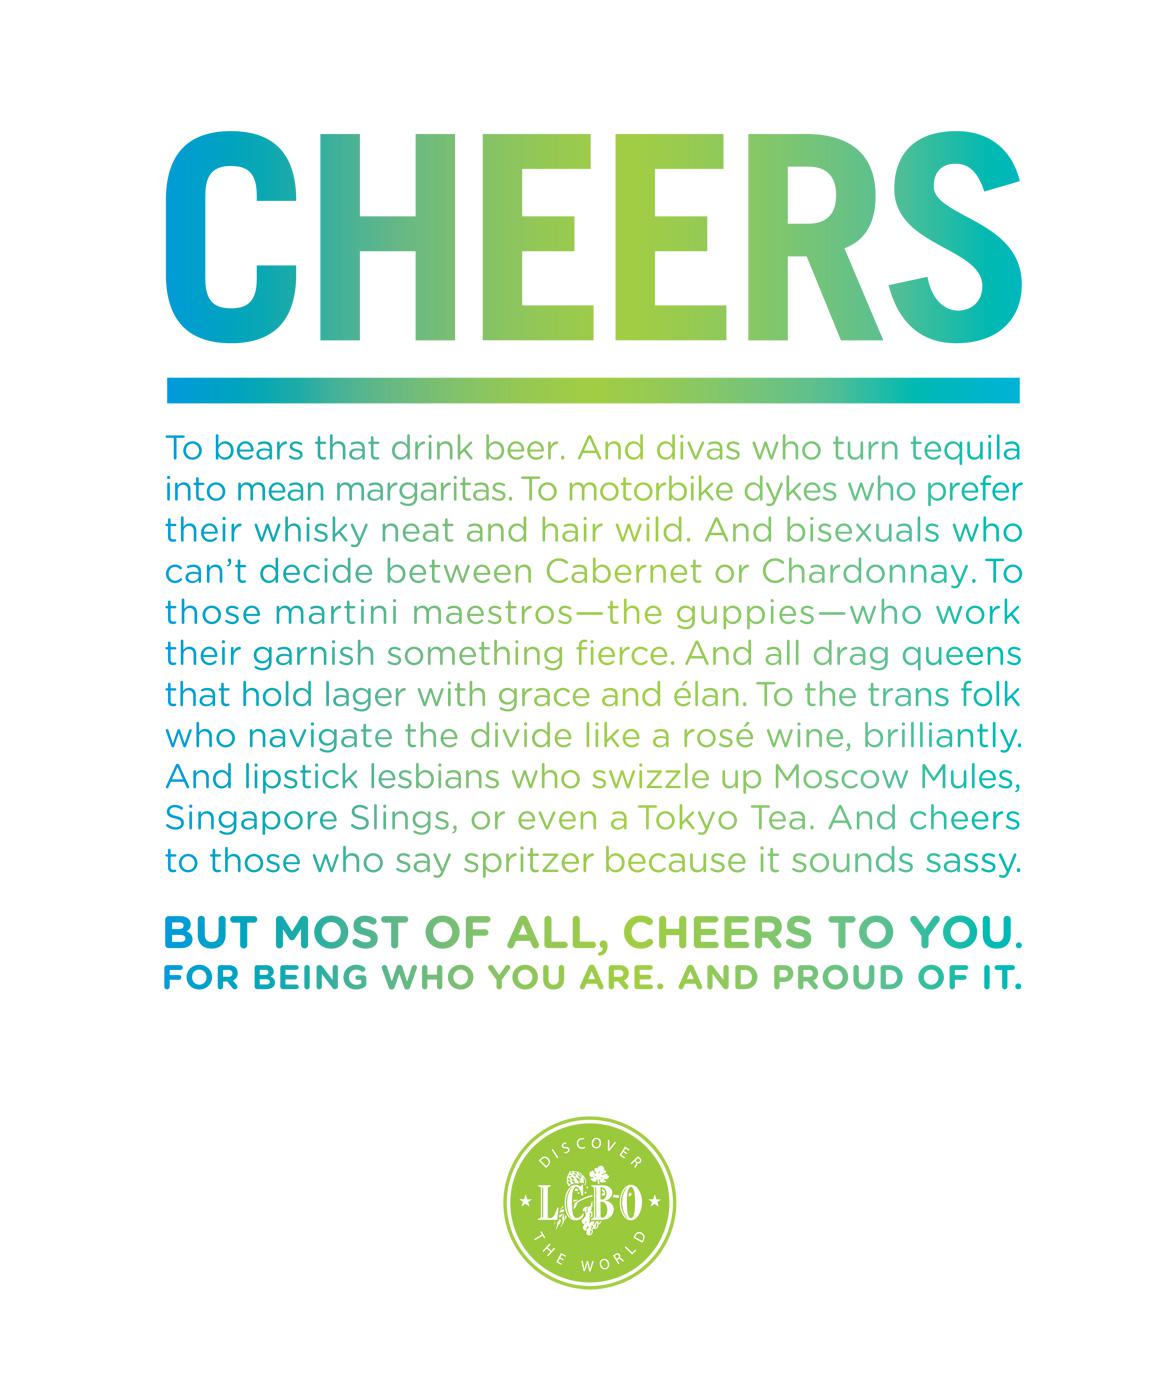 CHEERS
To bears that drink beer. And divas who turn tequila
into mean margaritas. To motorbike dykes who prefer
their whisky neat and hair wild. And bisexuals who
can’t decide between Cabernet or Chardonnay. To
those martini maestros—the guppies—who work
their garnish something fierce. And all drag queens
that hold lager with grace and élan. To the trans folk
who navigate the divide like a rosé wine, brilliantly.
And lipstick lesbians who swizzle up Moscow Mules,
Singapore Slings, or even a Tokyo Tea. And cheers
to those who say spritzer because it sounds sassy.
BUT MOST OF ALL, CHEERS TO YOU.
FOR BEING WHO YOU ARE. AND PROUD OF IT.
DISCOVER
LCBO
THE WORLD